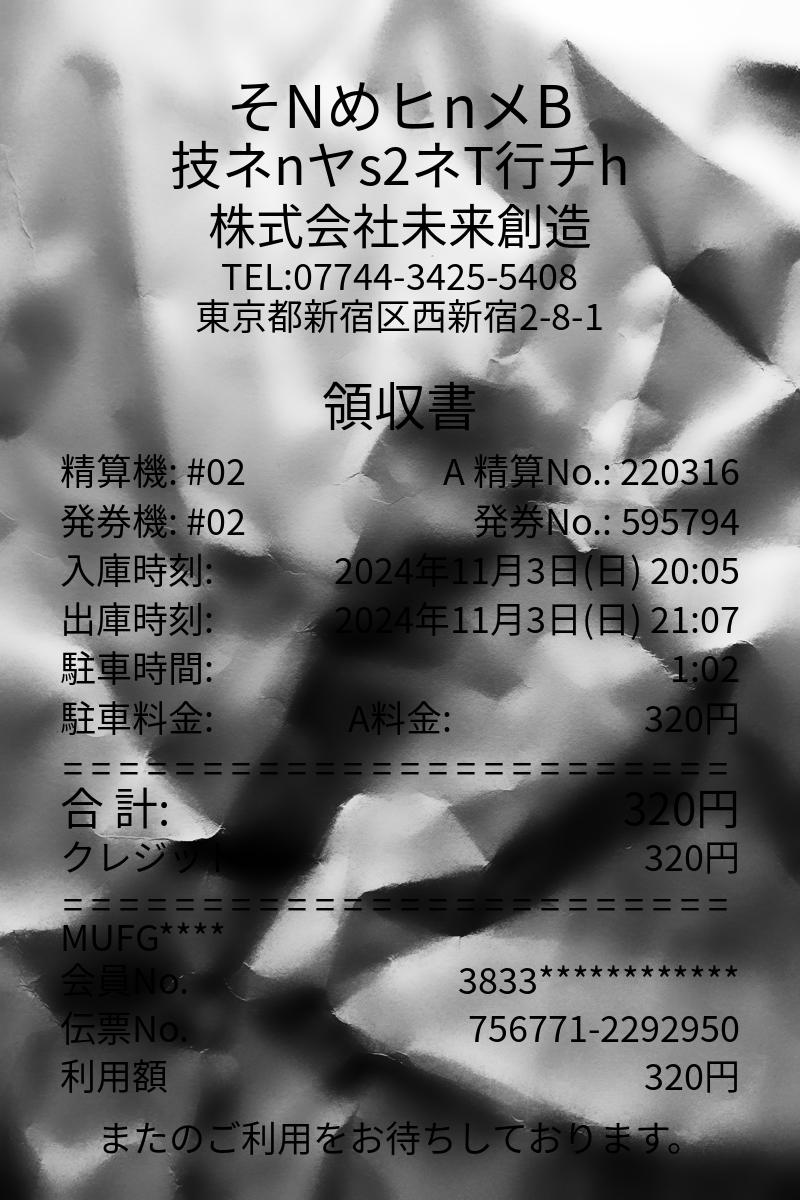 そNめヒnメB
技ネnヤs2ネT行チh
株式会社未来創造
TEL:07744-3425-5408
東京都新宿区西新宿2-8-1
領収書
精算機: #02 A 精算No.: 220316
発券機: #02 発券No.: 595794
入庫時刻: 2024年11月3日(日) 20:05
出庫時刻: 2024年11月3日(日) 21:07
駐車時間: 1:02
駐車料金: A料金: 320円
========================
合 計: 320円
クレジット 320円
========================
MUFG****
会員No. 3833************
伝票No. 756771-2292950
利用額 320円
またのご利用をお待ちしております。